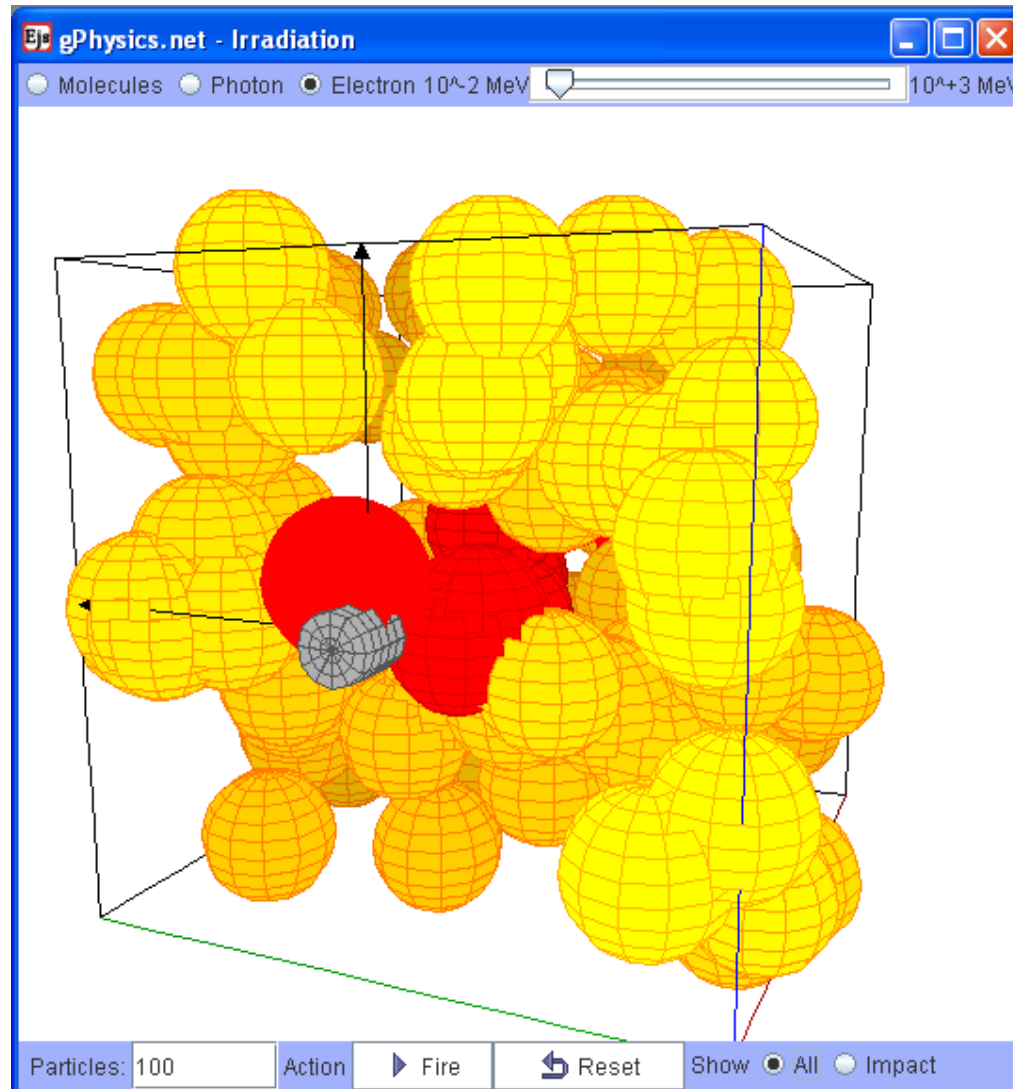 Ejs gPhysics.net - Irradiation
Molecules Photon Electron 10^-2 MeV 10^+3 MeV
Particles: 100 Action Fire Reset Show All Impact